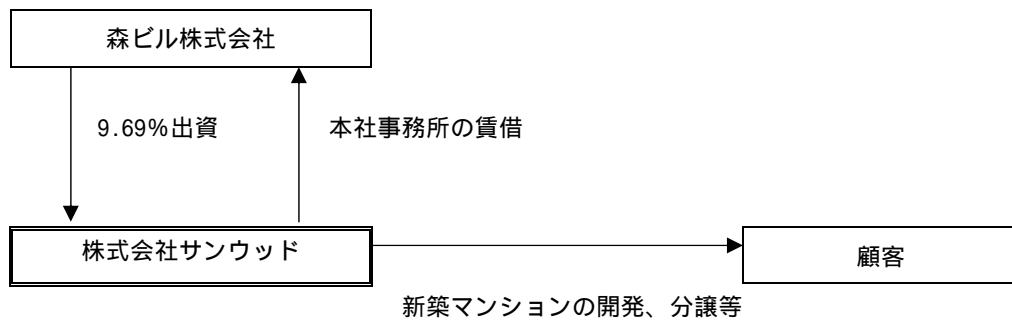 森ビル株式会社
9.69%出資
本社事務所の賃借
株式会社サンウッド
顧客
新築マンションの開発、分譲等